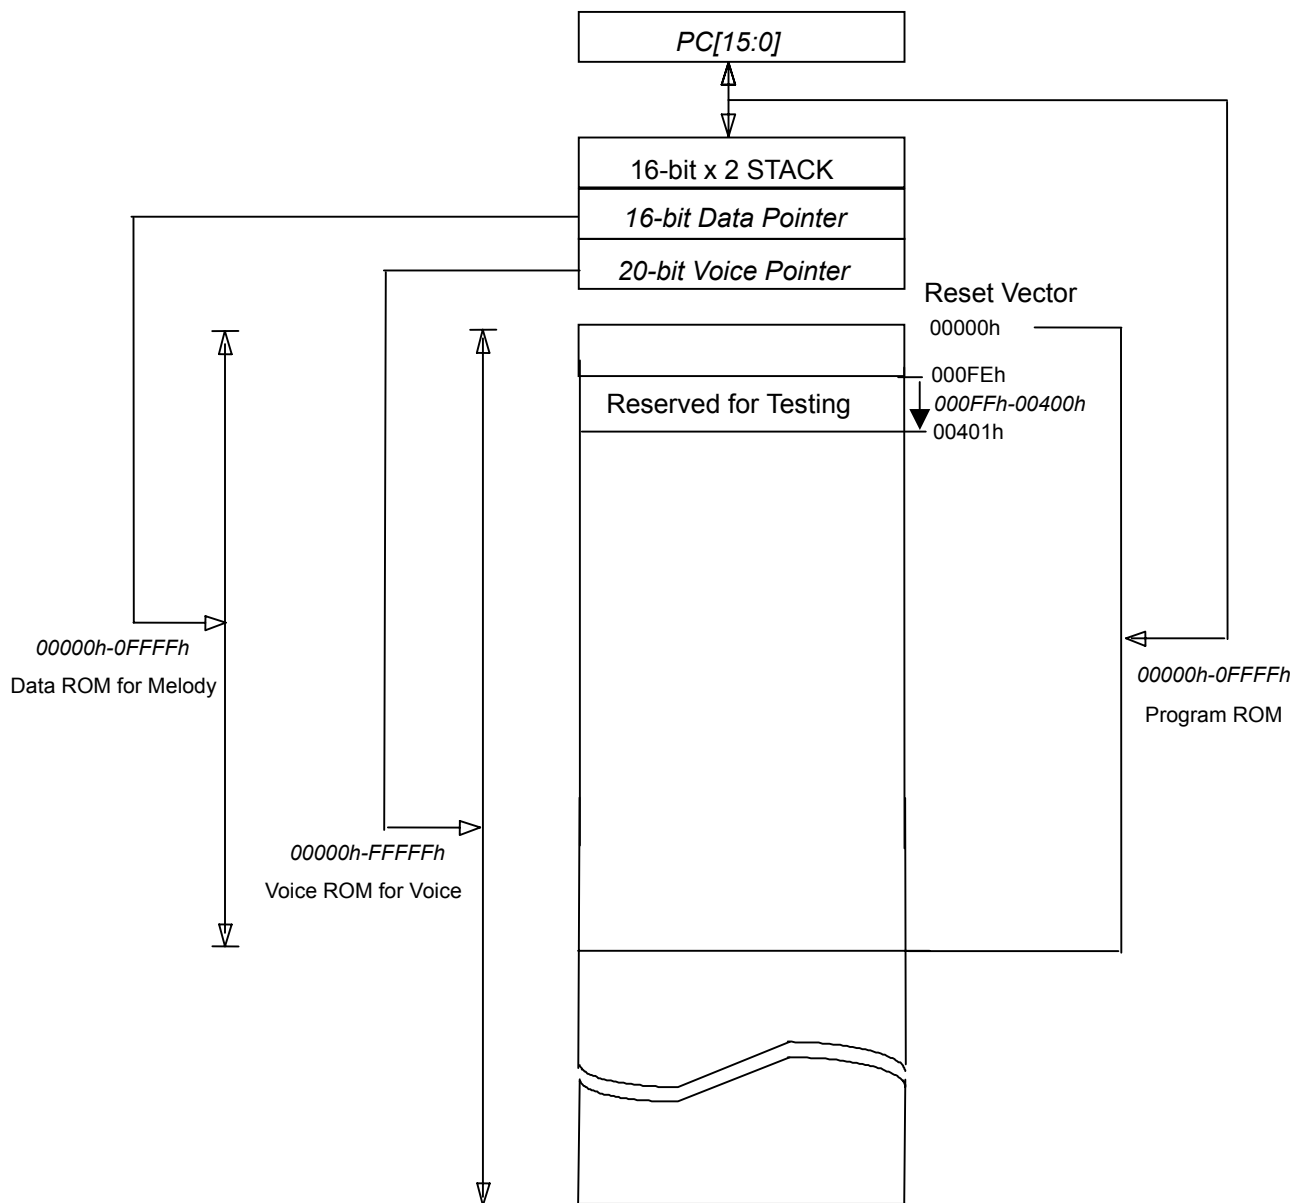 PC[15:0]
16-bit x 2 STACK
16-bit Data Pointer
20-bit Voice Pointer
Reset Vector
00000h
000FEh
Reserved for Testing
000FFh-00400h
00401h
00000h-0FFFFh
Data ROM for Melody
00000h-0FFFFh
Program ROM
00000h-FFFFFh
Voice ROM for Voice